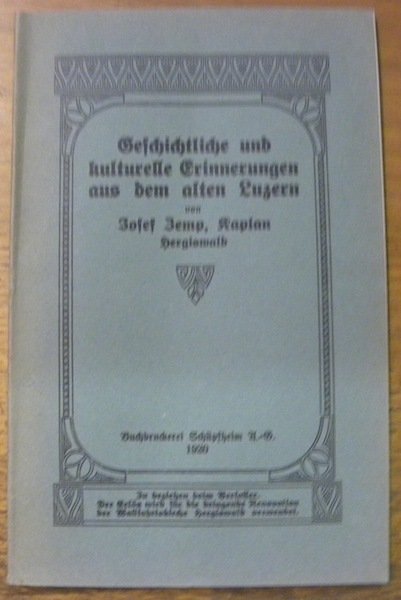 Geschichtliche und
kulturelle Erinnerungen
aus dem alten Luzern
von
Josef Zemp, Kaplan
Hergiswald
Buchdruckerei Schüpfheim A.-G.
1920
Zu beziehen beim Verfasser.
Der Erlös wird für die dringende Renovation
der Wallfahrtskirche Hergiswald verwendet.